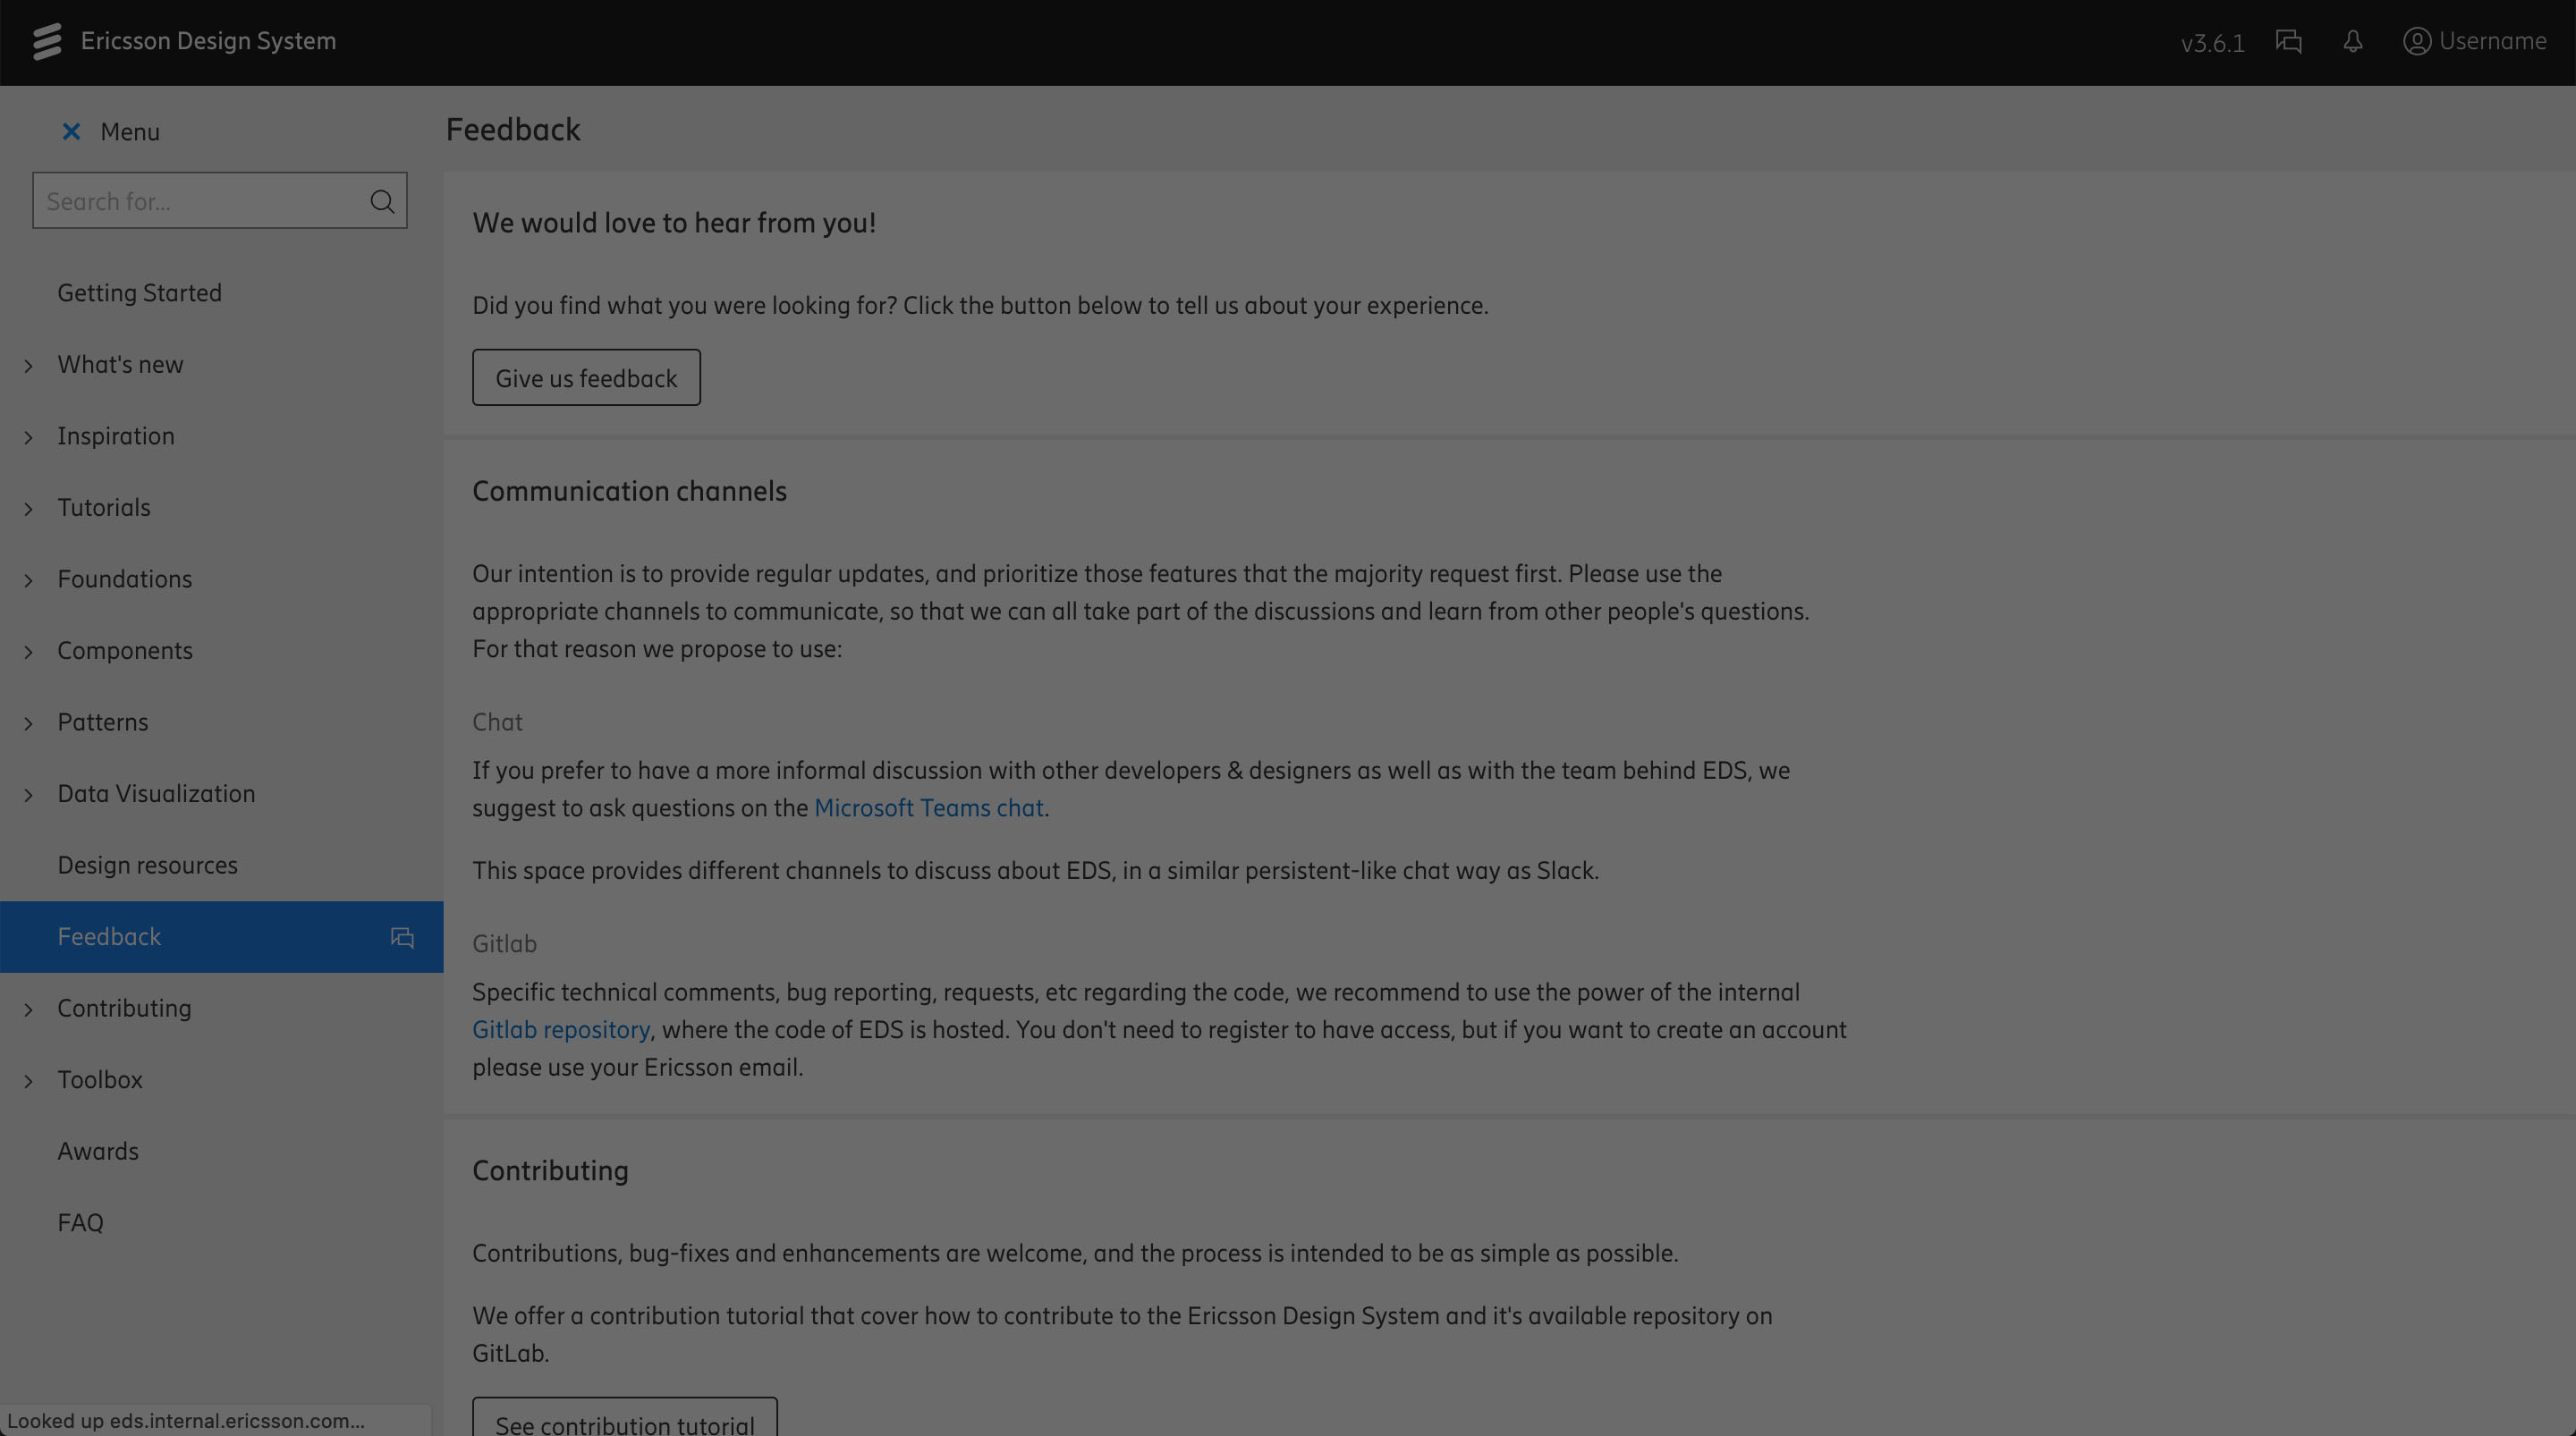 Ericsson Design System
v3.6.1
Username
Menu
Search for...
Getting Started
What's new
Inspiration
Tutorials
Foundations
Components
Patterns
Data Visualization
Design resources
Feedback
Contributing
Toolbox
Awards
FAQ
Looked up eds.internal.ericsson.com...
Feedback
We would love to hear from you!
Did you find what you were looking for? Click the button below to tell us about your experience.
Give us feedback
Communication channels
Our intention is to provide regular updates, and prioritize those features that the majority request first. Please use the
appropriate channels to communicate, so that we can all take part of the discussions and learn from other people's questions.
For that reason we propose to use:
Chat
If you prefer to have a more informal discussion with other developers & designers as well as with the team behind EDS, we
suggest to ask questions on the Microsoft Teams chat.
This space provides different channels to discuss about EDS, in a similar persistent-like chat way as Slack.
Gitlab
Specific technical comments, bug reporting, requests, etc regarding the code, we recommend to use the power of the internal
Gitlab repository, where the code of EDS is hosted. You don't need to register to have access, but if you want to create an account
please use your Ericsson email.
Contributing
Contributions, bug-fixes and enhancements are welcome, and the process is intended to be as simple as possible.
We offer a contribution tutorial that cover how to contribute to the Ericsson Design System and it's available repository on
GitLab.
See contribution tutorial